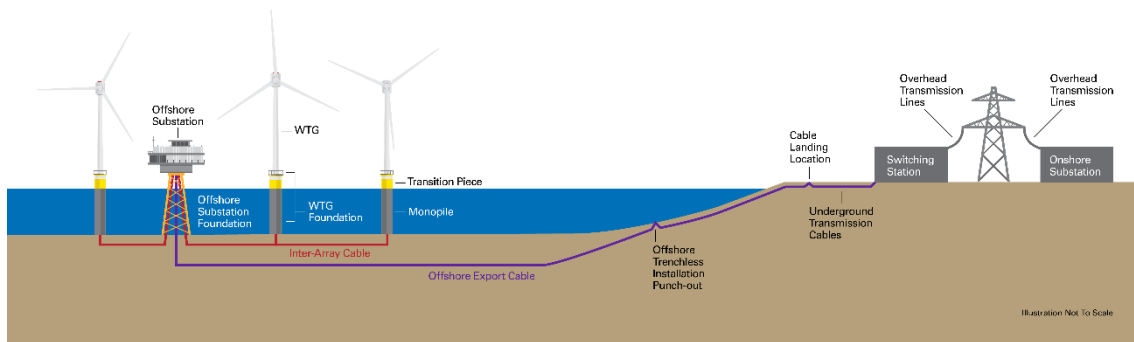 Offshore
Substation
WTG
Transition Piece
Offshore
Substation
Foundation
WTG
Foundation
Monopile
Inter-Array Cable
Offshore Export Cable
Offshore
Trenchless
Installation
Punch-out
Cable
Landing
Location
Underground
Transmission
Cables
Overhead
Transmission
Lines
Overhead
Transmission
Lines
Switching
Station
Onshore
Substation
Illustration Not To Scale